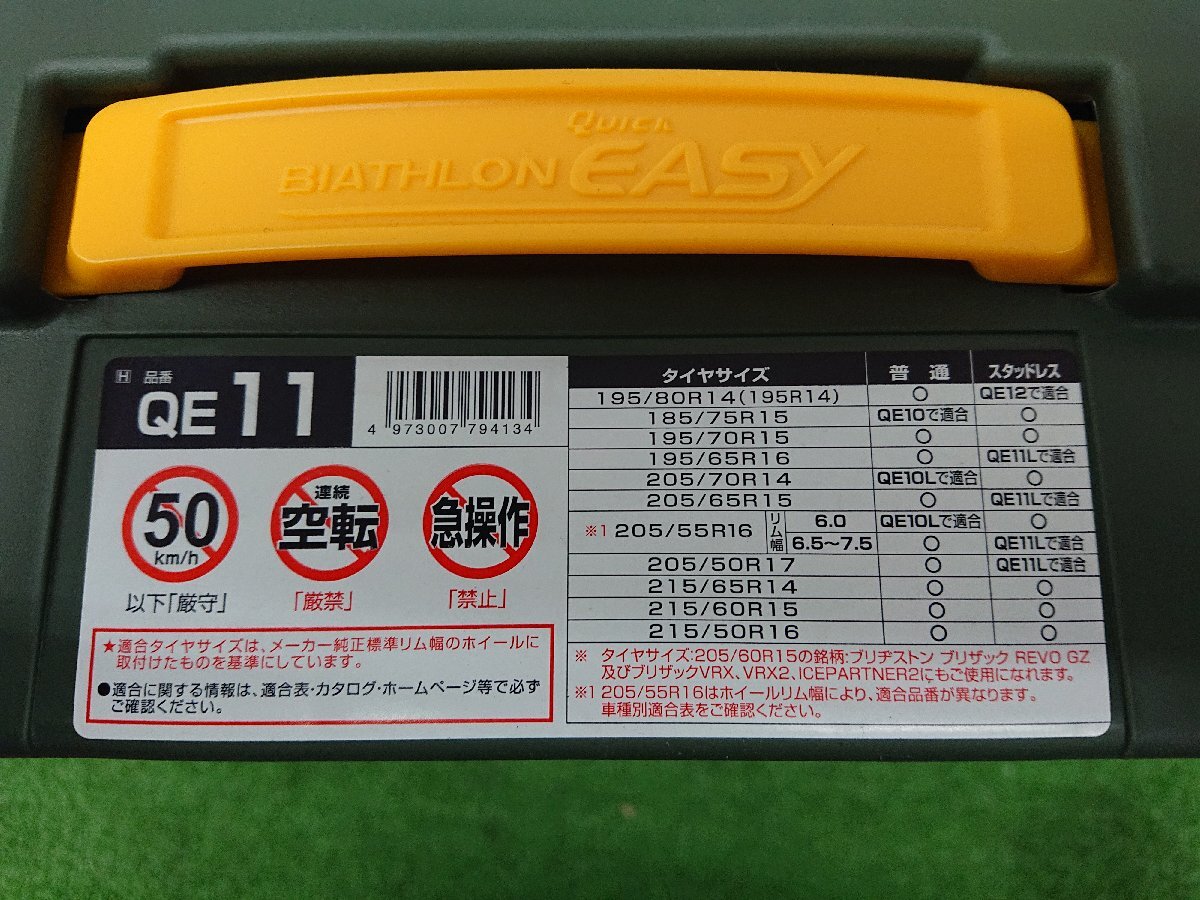 QUICK
BIATHLON EASY
H 品番
QE11
4 973007 794134
50
km/h
以下「厳守」
連続
空転
「厳禁」
急操作
「禁止」
★適合タイヤサイズは、メーカー純正標準リム幅のホイールに
取付けたものを基準にしています。
●適合に関する情報は、適合表・カタログ・ホームページ等で必ず
ご確認ください。
タイヤサイズ 普通 スタッドレス
195/80R14(195R14) ○ QE12で適合
185/75R15 QE10で適合 ○
195/70R15 ○ ○
195/65R16 ○ QE11Lで適合
205/70R14 QE10Lで適合 ○
205/65R15 ○ QE11Lで適合
※1 205/55R16 リム幅 6.0 QE10Lで適合 ○
6.5〜7.5 ○ QE11Lで適合
205/50R17 ○ QE11Lで適合
215/65R14 ○ ○
215/60R15 ○ ○
215/50R16 ○ ○
※ タイヤサイズ:205/60R15の銘柄:ブリヂストン ブリザック REVO GZ
及びブリザックVRX、VRX2、ICEPARTNER2にもご使用になれます。
※1 205/55R16はホイールリム幅により、適合品番が異なります。
車種別適合表をご確認ください。